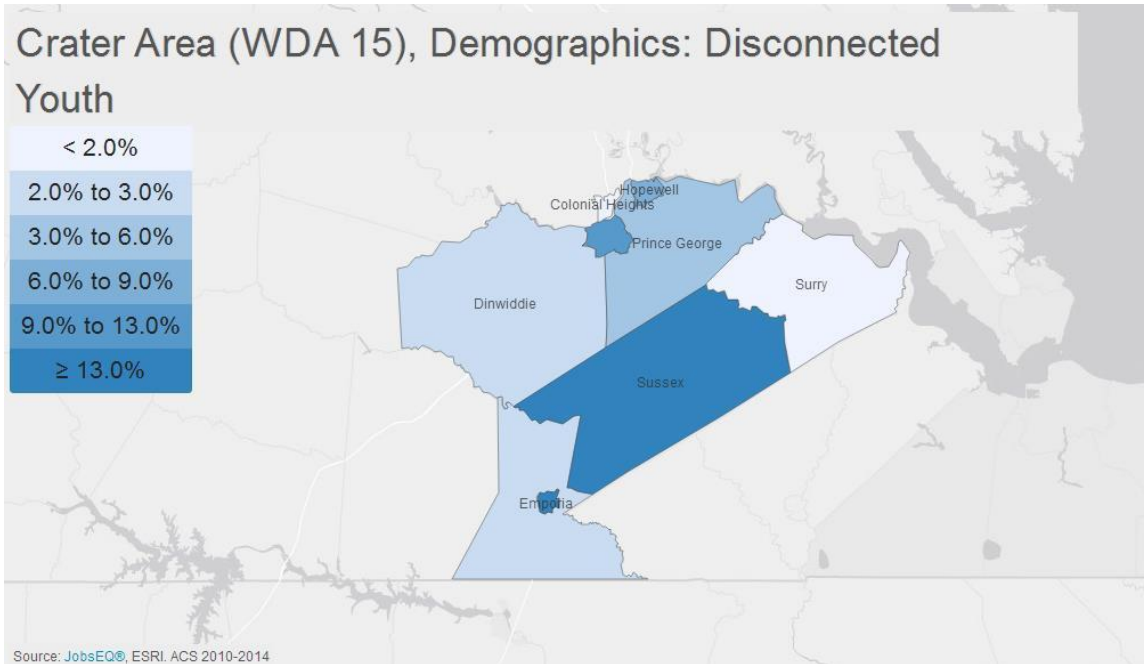 Crater Area (WDA 15), Demographics: Disconnected
Youth
< 2.0%
2.0% to 3.0%
3.0% to 6.0%
6.0% to 9.0%
9.0% to 13.0%
≥ 13.0%
Hopewell
Colonial Heights
Prince George
Surry
Dinwiddie
Sussex
Emporia
Source: JobsEQ®, ESRI. ACS 2010-2014